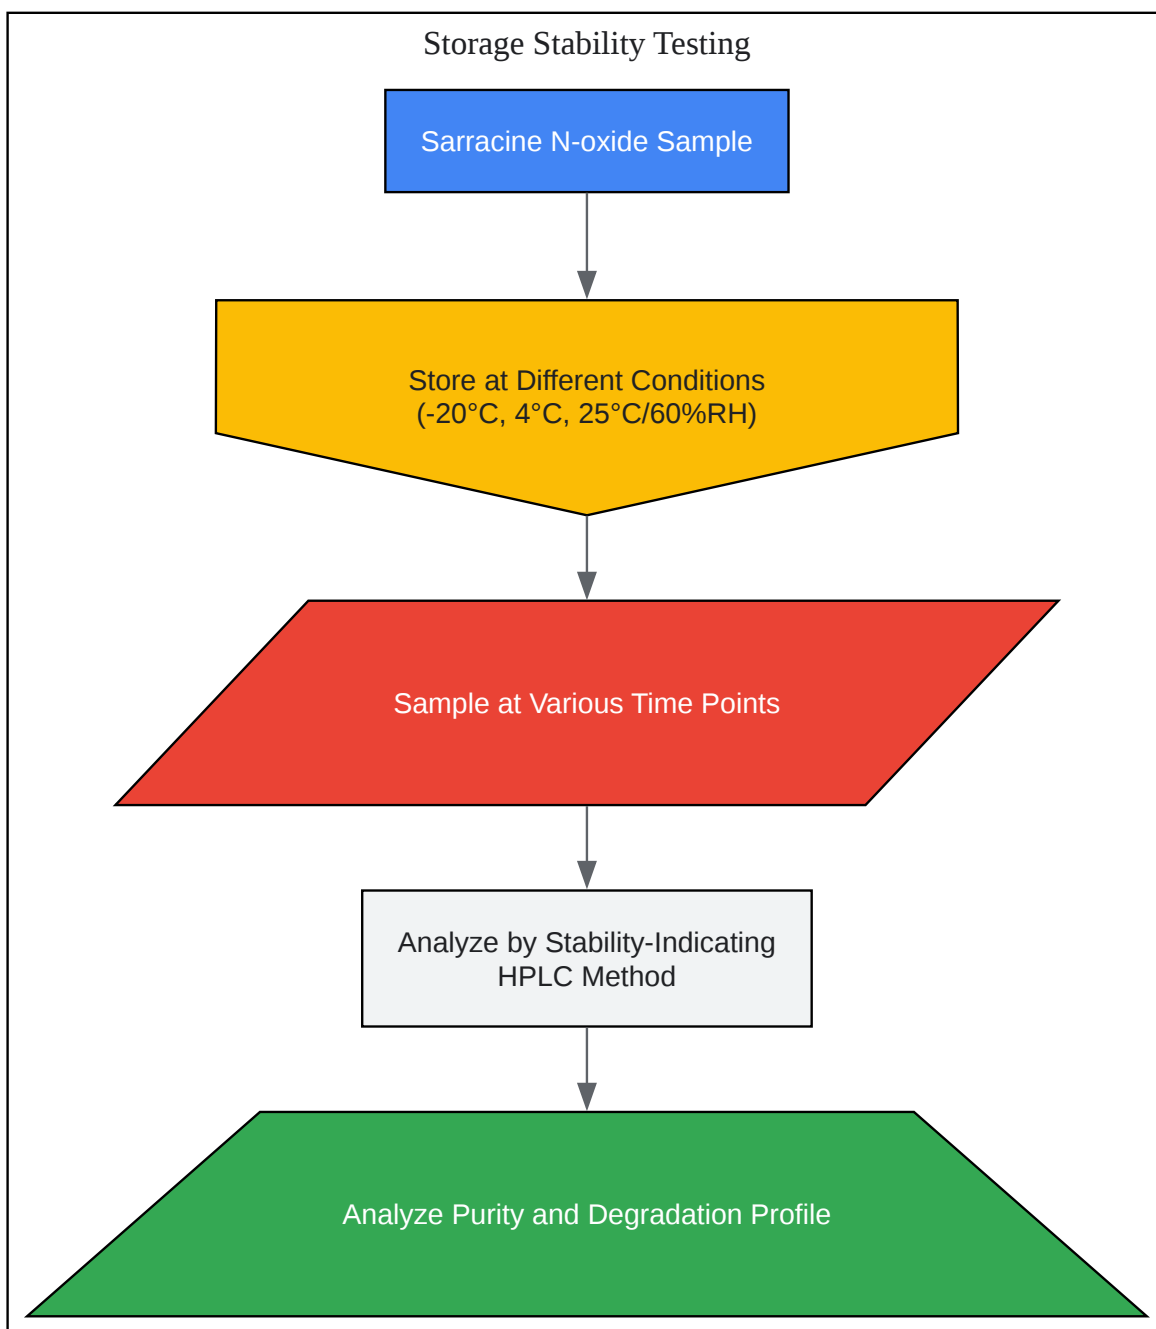 Storage Stability Testing
Sarracine N-oxide Sample
Store at Different Conditions
(-20°C, 4°C, 25°C/60%RH)
Sample at Various Time Points
Analyze by Stability-Indicating
HPLC Method
Analyze Purity and Degradation Profile